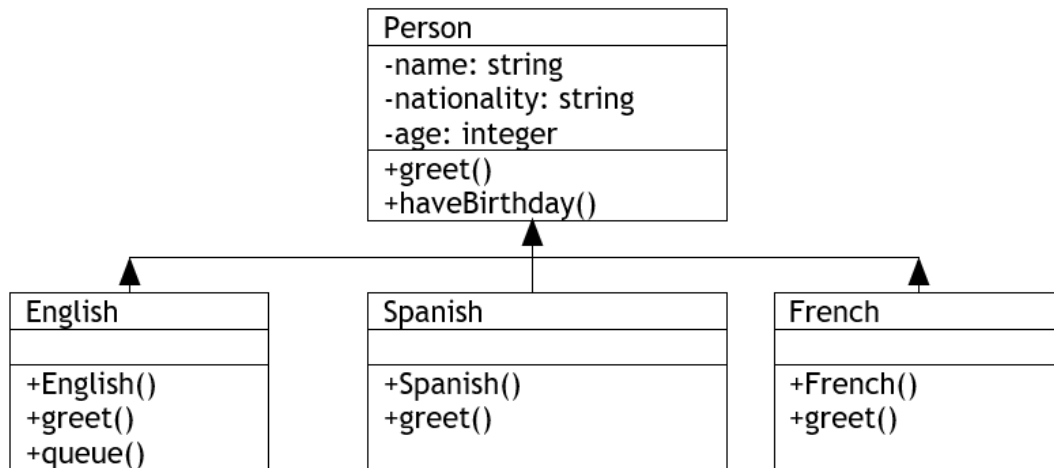 Person
-name: string
-nationality: string
-age: integer
+greet()
+haveBirthday()
English
+English()
+greet()
+queue()
Spanish
+Spanish()
+greet()
French
+French()
+greet()